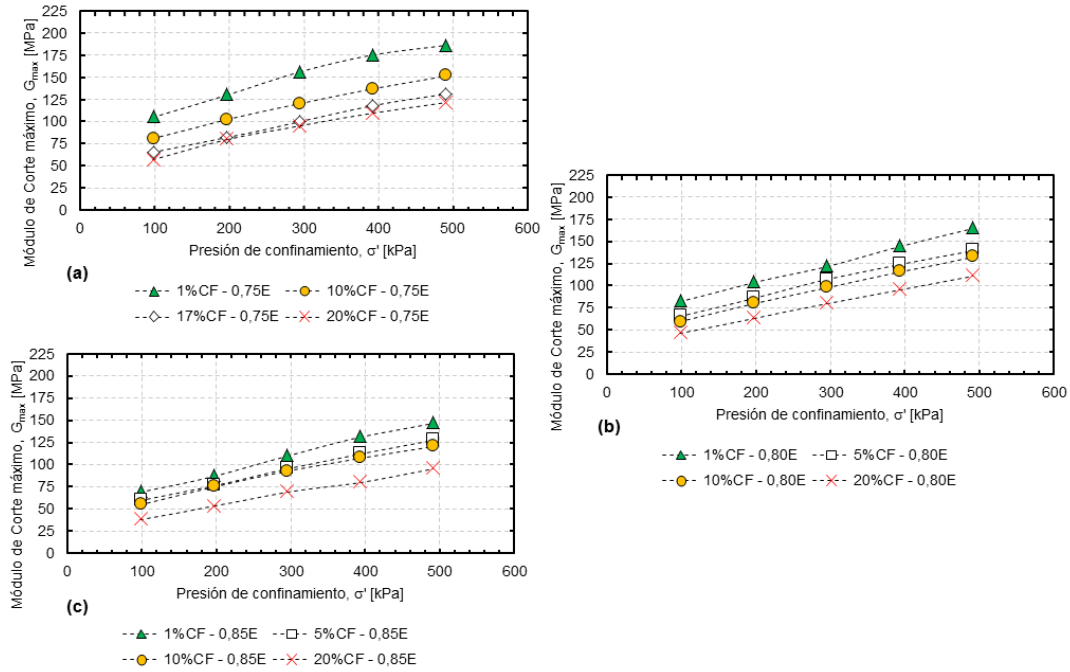 Módulo de Corte máximo, Gmax [MPa]
225
200
175
150
125
100
75
50
25
0
0 100 200 300 400 500 600
Presión de confinamiento, σ' [kPa]
(a)
1%CF - 0,75E 10%CF - 0,75E
17%CF - 0,75E 20%CF - 0,75E
Módulo de Corte máximo, Gmax [MPa]
225
200
175
150
125
100
75
50
25
0
0 100 200 300 400 500 600
Presión de confinamiento, σ' [kPa]
(b)
1%CF - 0,80E 5%CF - 0,80E
10%CF - 0,80E 20%CF - 0,80E
Módulo de Corte máximo, Gmax [MPa]
225
200
175
150
125
100
75
50
25
0
0 100 200 300 400 500 600
Presión de confinamiento, σ' [kPa]
(c)
1%CF - 0,85E 5%CF - 0,85E
10%CF - 0,85E 20%CF - 0,85E